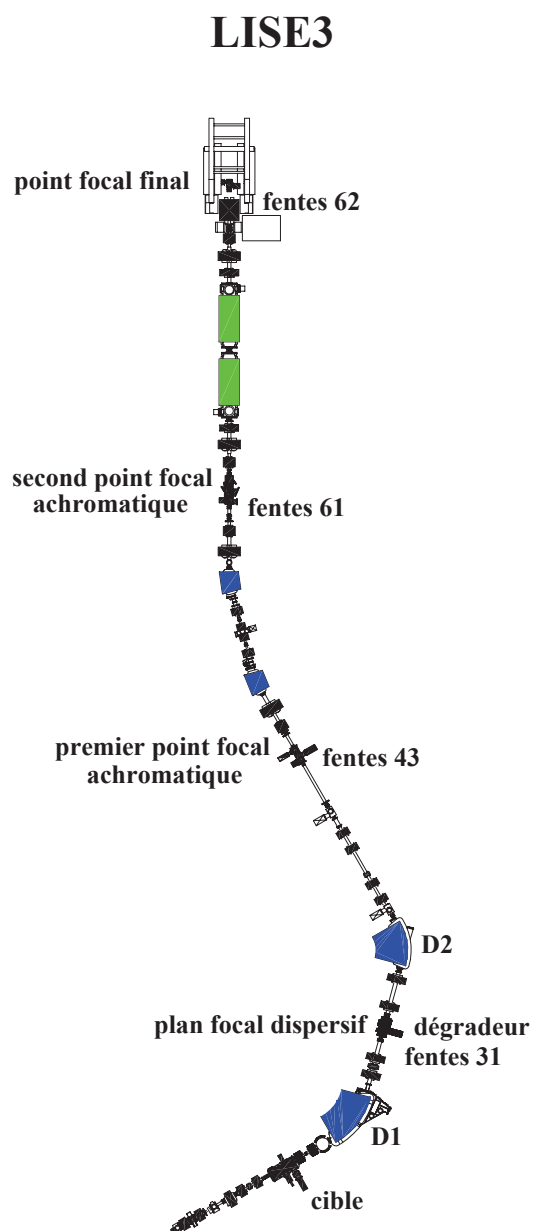 LISE3
point focal final
fentes 62
second point focal
achromatique
fentes 61
premier point focal
achromatique
fentes 43
D2
plan focal dispersif
dégradeur
fentes 31
D1
cible